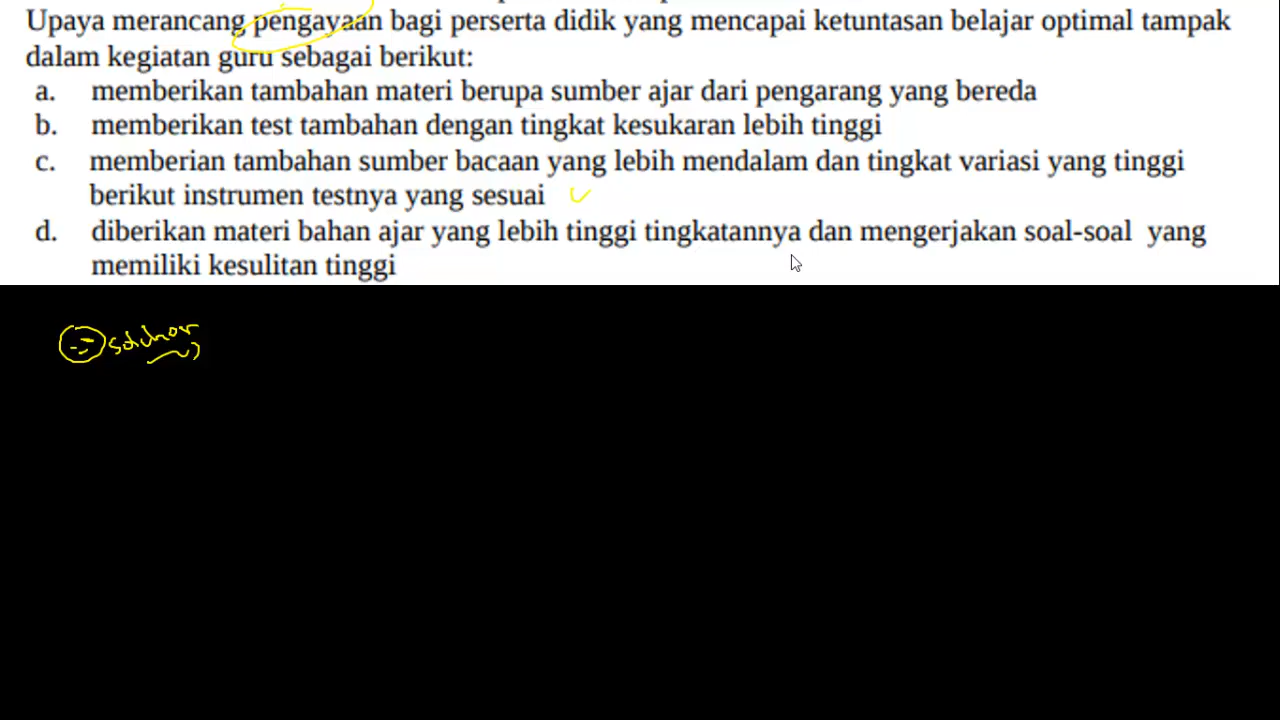 Upaya merancang pengayaan bagi perserta didik yang mencapai ketuntasan belajar optimal tampak
dalam kegiatan guru sebagai berikut:
a. memberikan tambahan materi berupa sumber ajar dari pengarang yang bereda
b. memberikan test tambahan dengan tingkat kesukaran lebih tinggi
c. memberian tambahan sumber bacaan yang lebih mendalam dan tingkat variasi yang tinggi
berikut instrumen testnya yang sesuai
d. diberikan materi bahan ajar yang lebih tinggi tingkatannya dan mengerjakan soal-soal yang
memiliki kesulitan tinggi